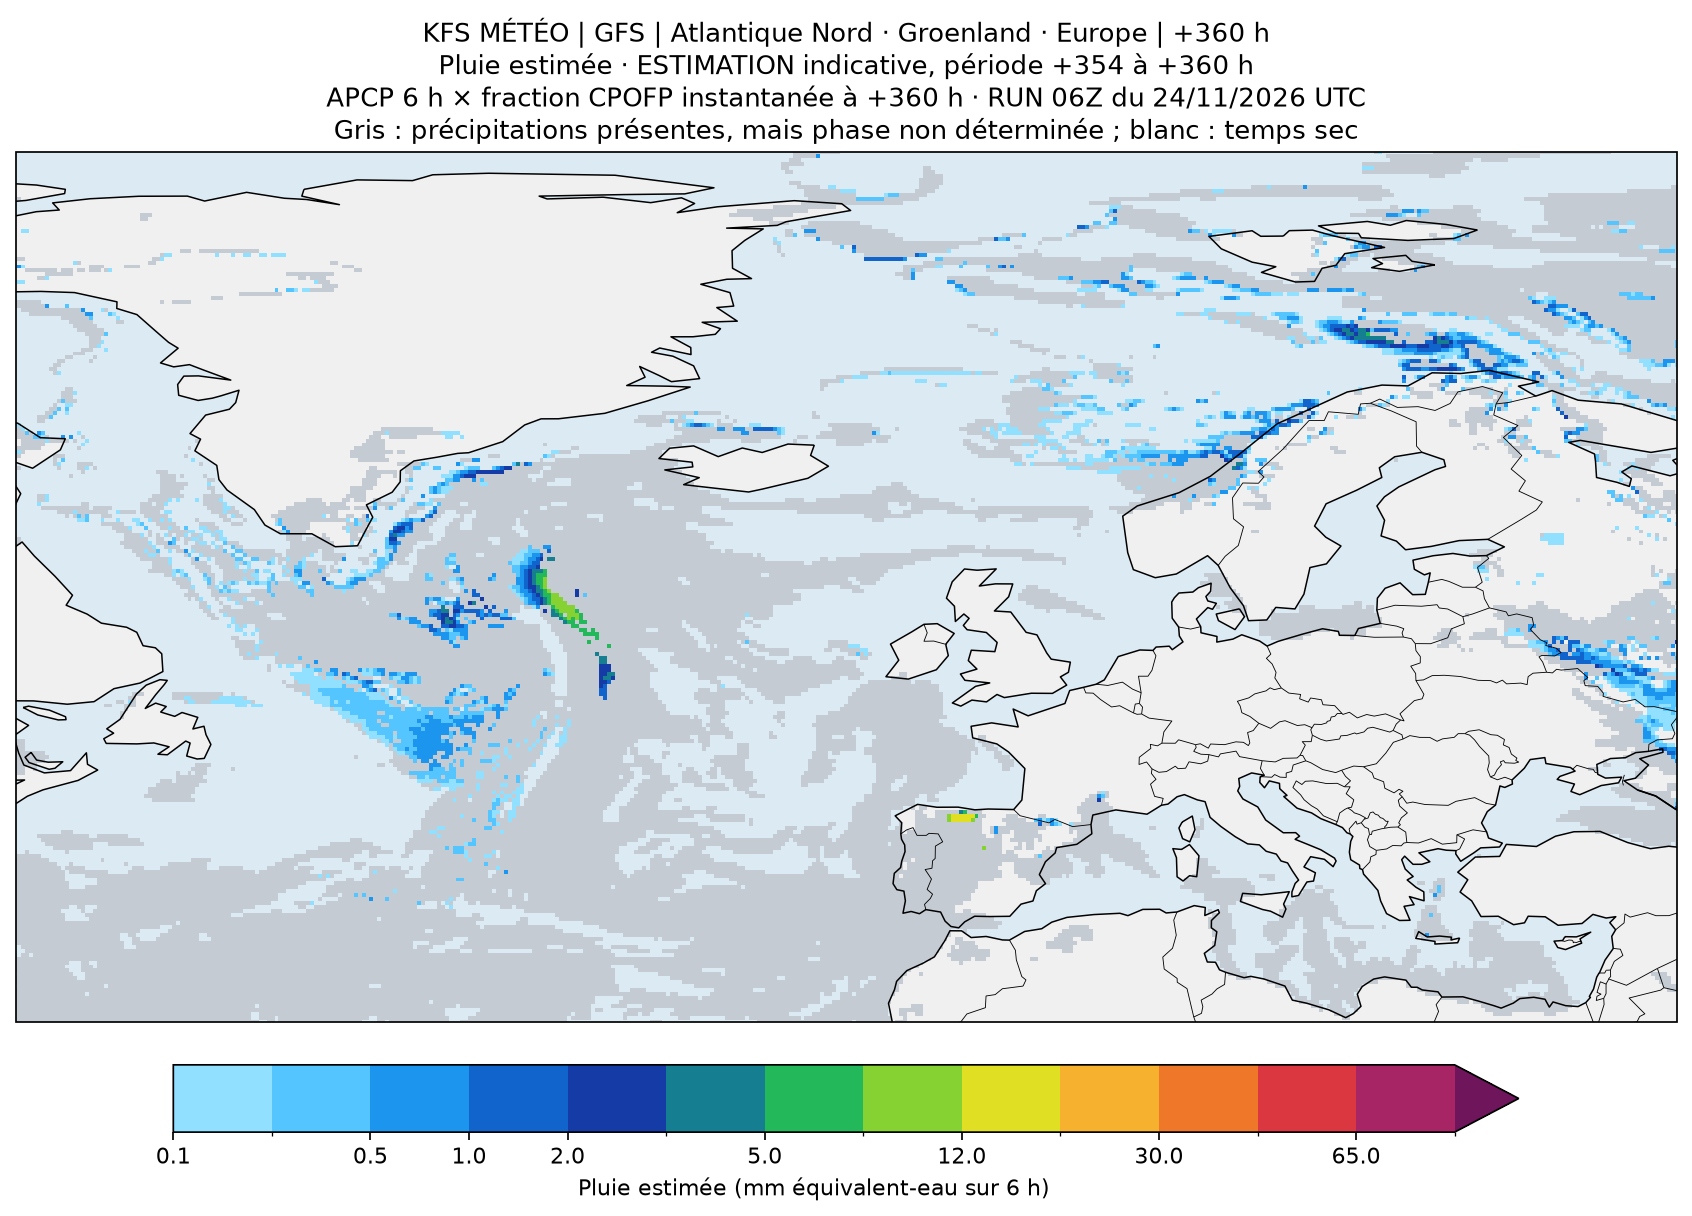 KFS MÉTÉO | GFS | Atlantique Nord · Groenland · Europe | +360 h
Pluie estimée · ESTIMATION indicative, période +354 à +360 h
APCP 6 h × fraction CPOFP instantanée à +360 h · RUN 06Z du 24/11/2026 UTC
Gris : précipitations présentes, mais phase non déterminée ; blanc : temps sec
0.1 0.5 1.0 2.0 5.0 12.0 30.0 65.0
Pluie estimée (mm équivalent-eau sur 6 h)